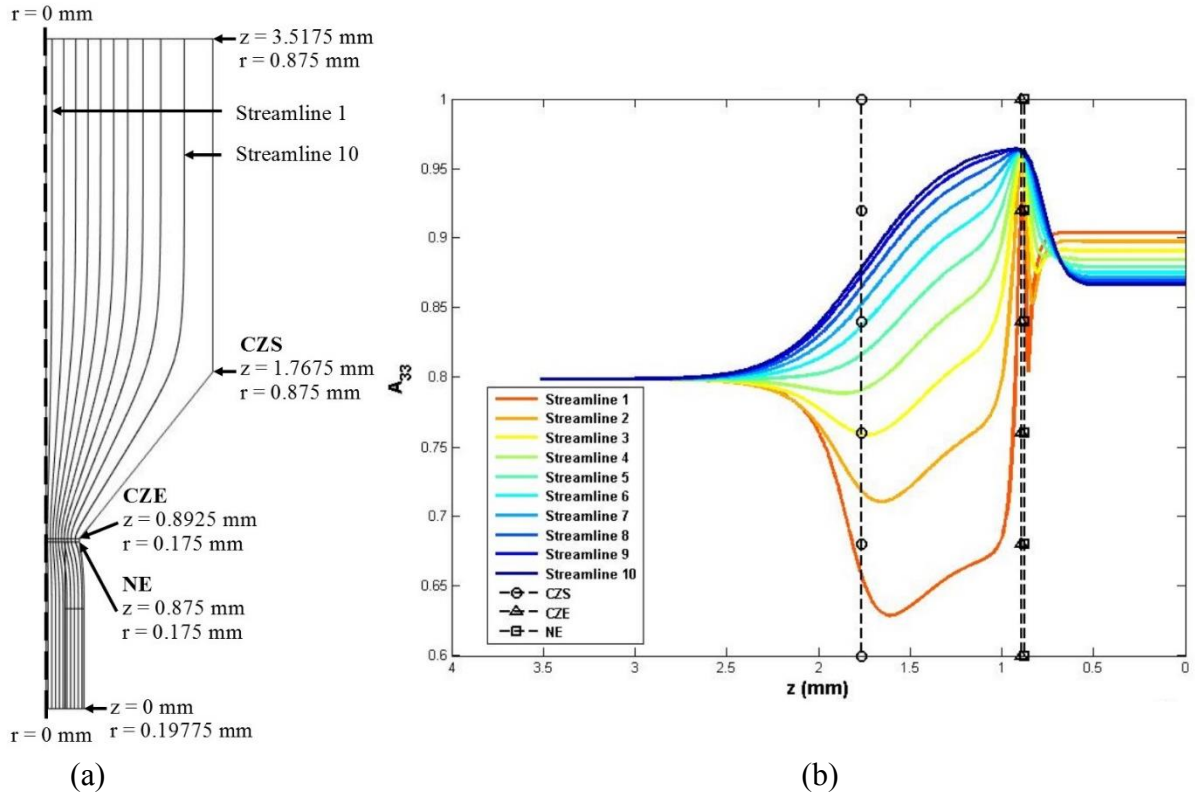 r = 0 mm
z = 3.5175 mm
r = 0.875 mm
Streamline 1
Streamline 10
CZS
z = 1.7675 mm
r = 0.875 mm
CZE
z = 0.8925 mm
r = 0.175 mm
NE
z = 0.875 mm
r = 0.175 mm
z = 0 mm
r = 0.19775 mm
r = 0 mm
(a)
1
0.95
0.9
0.85
0.8
0.75
0.7
0.65
0.6
A33
Streamline 1
Streamline 2
Streamline 3
Streamline 4
Streamline 5
Streamline 6
Streamline 7
Streamline 8
Streamline 9
Streamline 10
CZS
CZE
NE
4 3.5 3 2.5 2 1.5 1 0.5 0
z (mm)
(b)